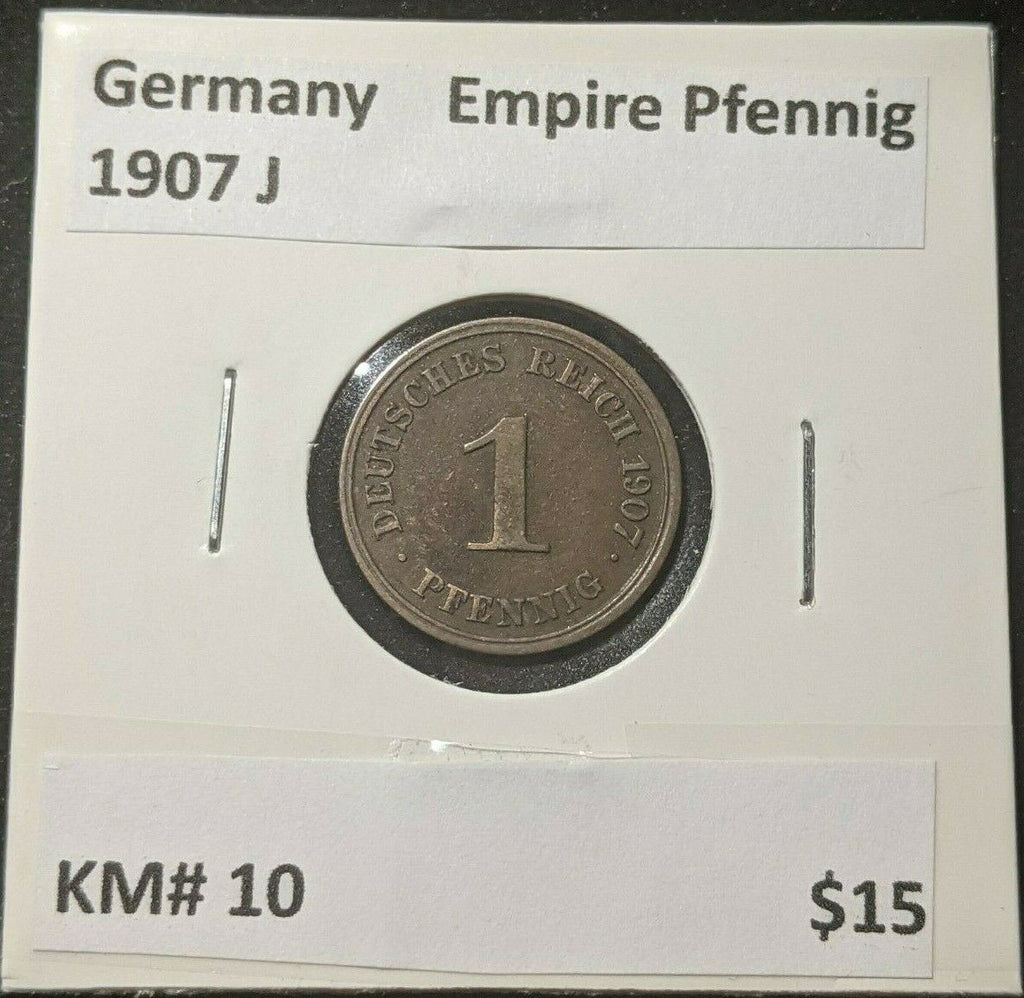 Germany Empire Pfennig
1907 J
DEUTSCHES REICH 1907
1
· PFENNIG ·
KM# 10
$15